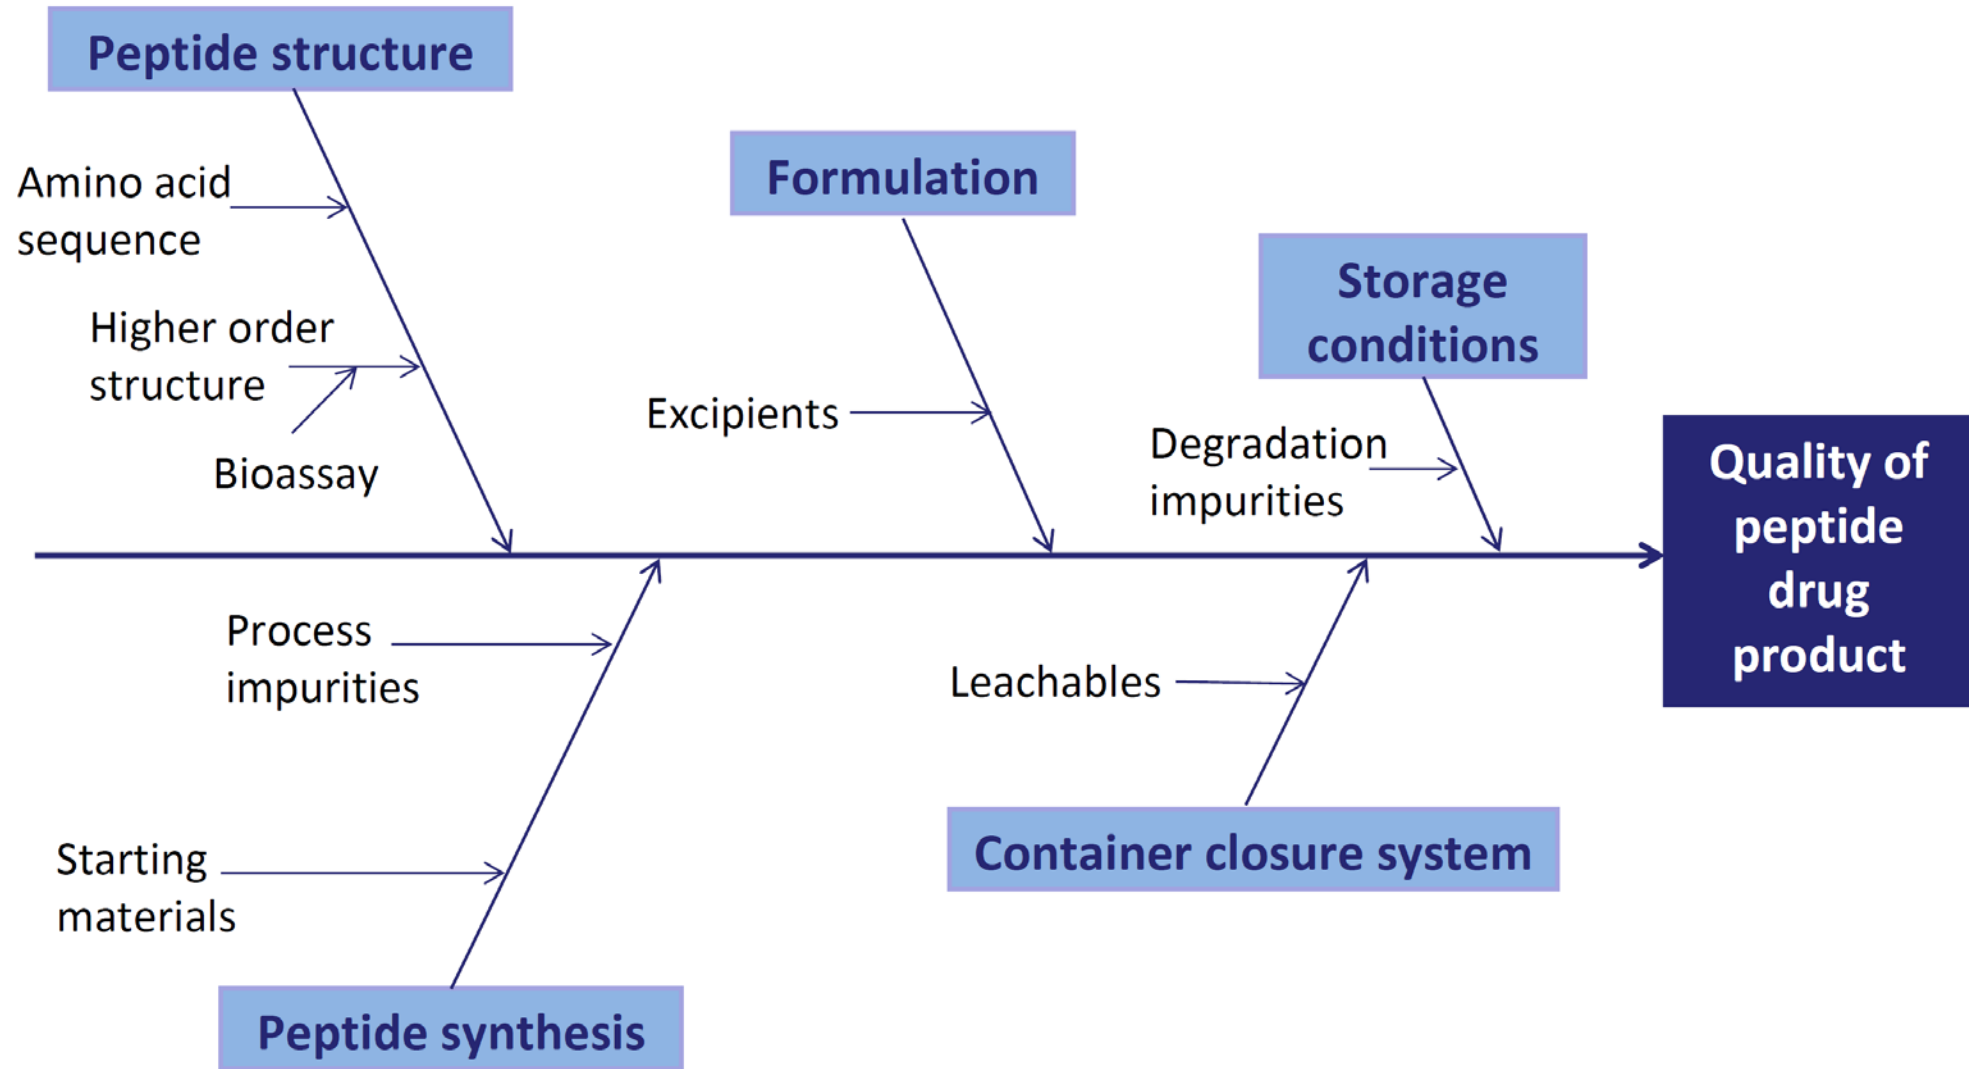 Peptide structure
Amino acid
sequence
Higher order
structure
Bioassay
Formulation
Excipients
Storage
conditions
Degradation
impurities
Quality of
peptide
drug
product
Process
impurities
Starting
materials
Peptide synthesis
Leachables
Container closure system